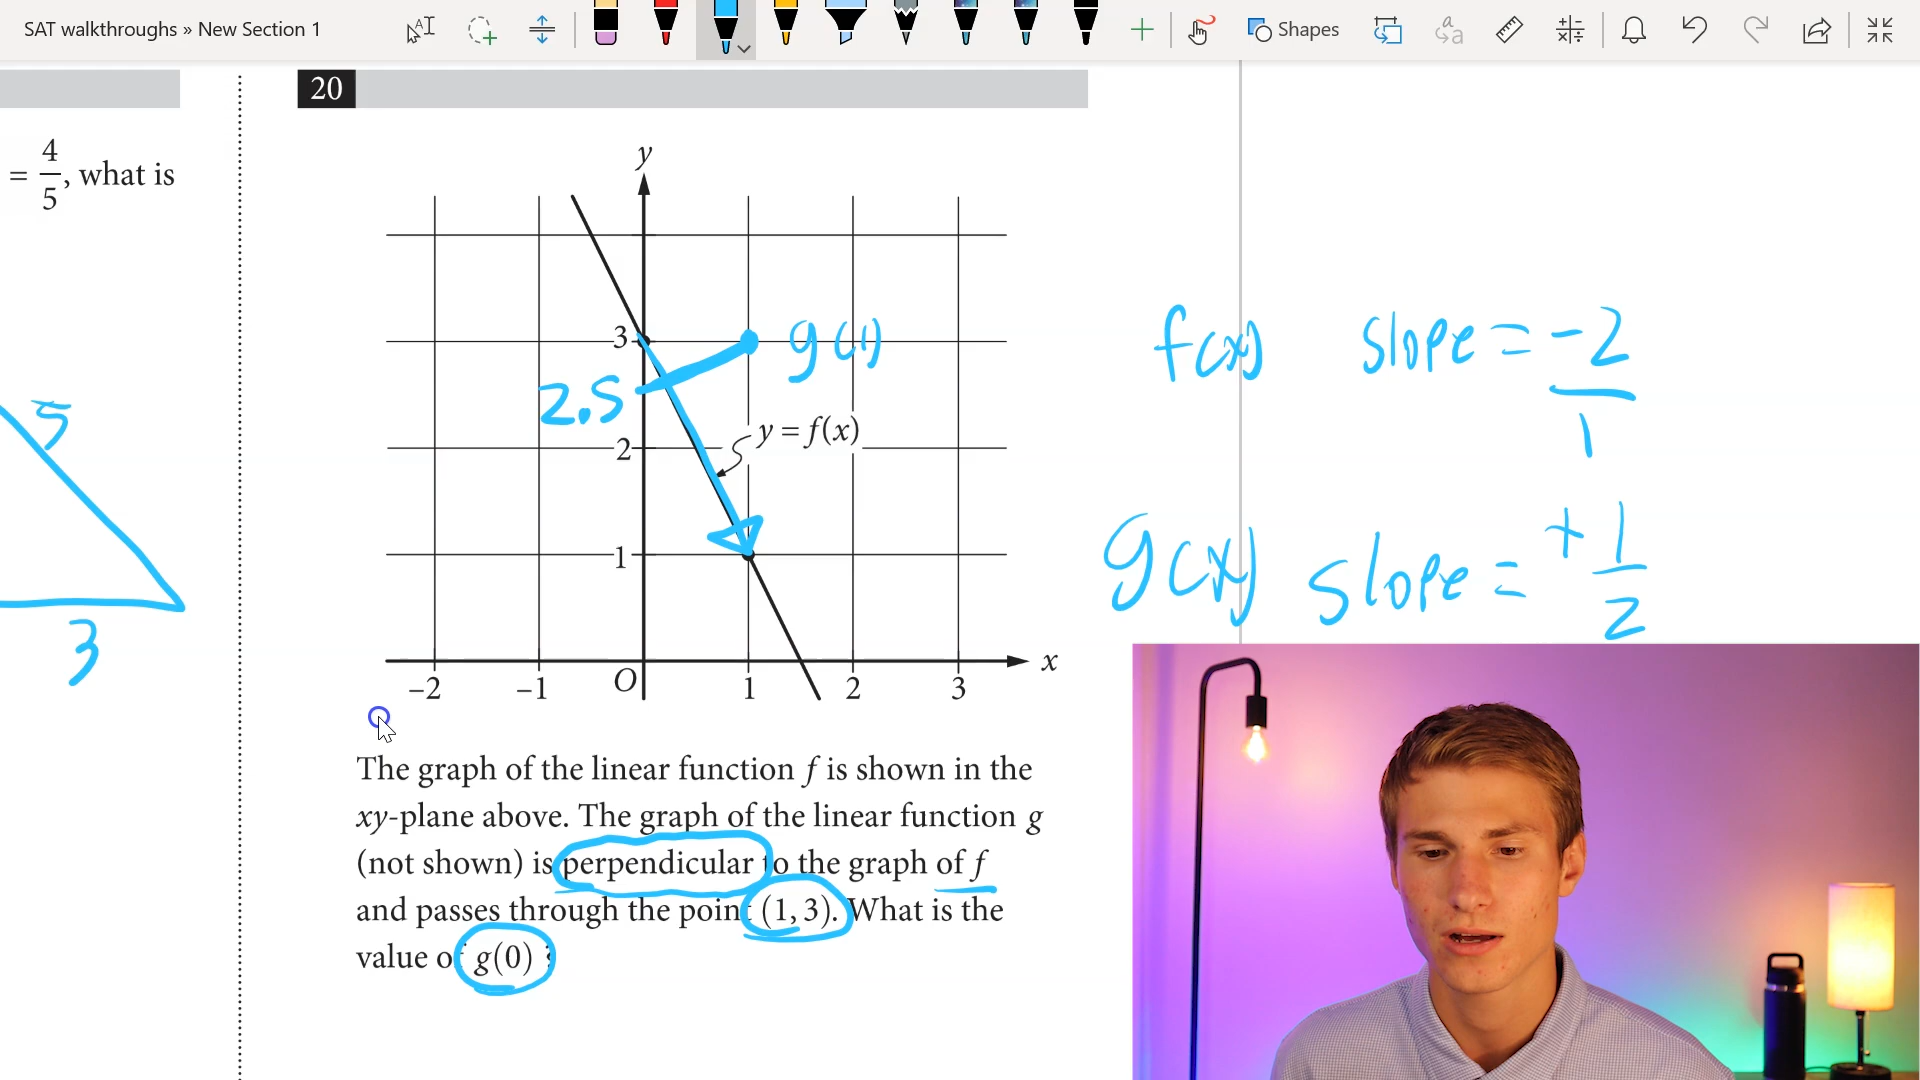 SAT walkthroughs » New Section 1
Shapes
20
= 4/5, what is
5
3
y
3
2
1
2.5
g(1)
y = f(x)
-2 -1 O 1 2 3 x
f(x) slope = -2/1
g(x) slope = +1/2
The graph of the linear function f is shown in the
xy-plane above. The graph of the linear function g
(not shown) is perpendicular to the graph of f
and passes through the point (1, 3). What is the
value of g(0) ?